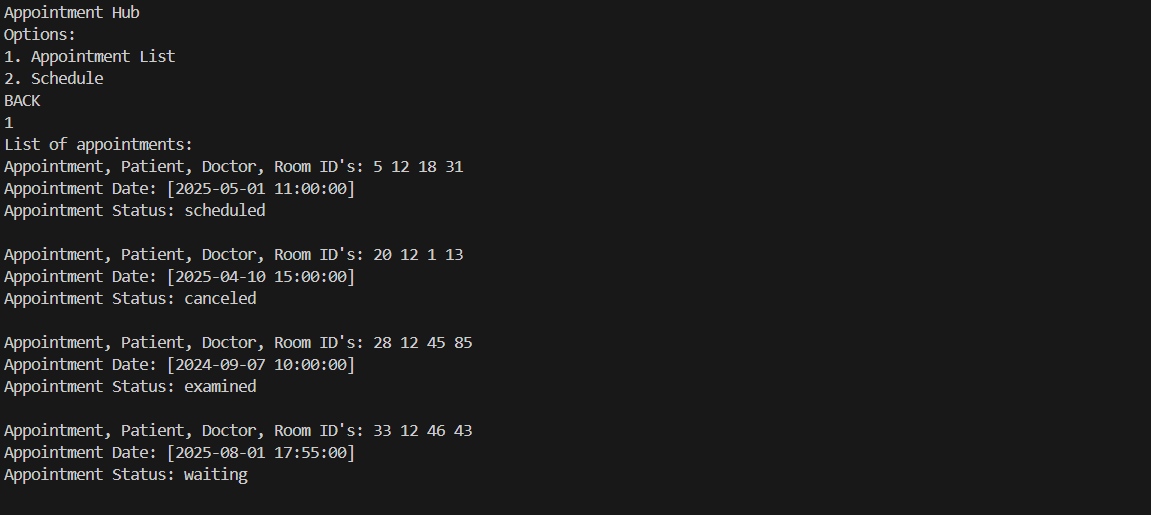 Appointment Hub
Options:
1. Appointment List
2. Schedule
BACK
1
List of appointments:
Appointment, Patient, Doctor, Room ID's: 5 12 18 31
Appointment Date: [2025-05-01 11:00:00]
Appointment Status: scheduled
Appointment, Patient, Doctor, Room ID's: 20 12 1 13
Appointment Date: [2025-04-10 15:00:00]
Appointment Status: canceled
Appointment, Patient, Doctor, Room ID's: 28 12 45 85
Appointment Date: [2024-09-07 10:00:00]
Appointment Status: examined
Appointment, Patient, Doctor, Room ID's: 33 12 46 43
Appointment Date: [2025-08-01 17:55:00]
Appointment Status: waiting